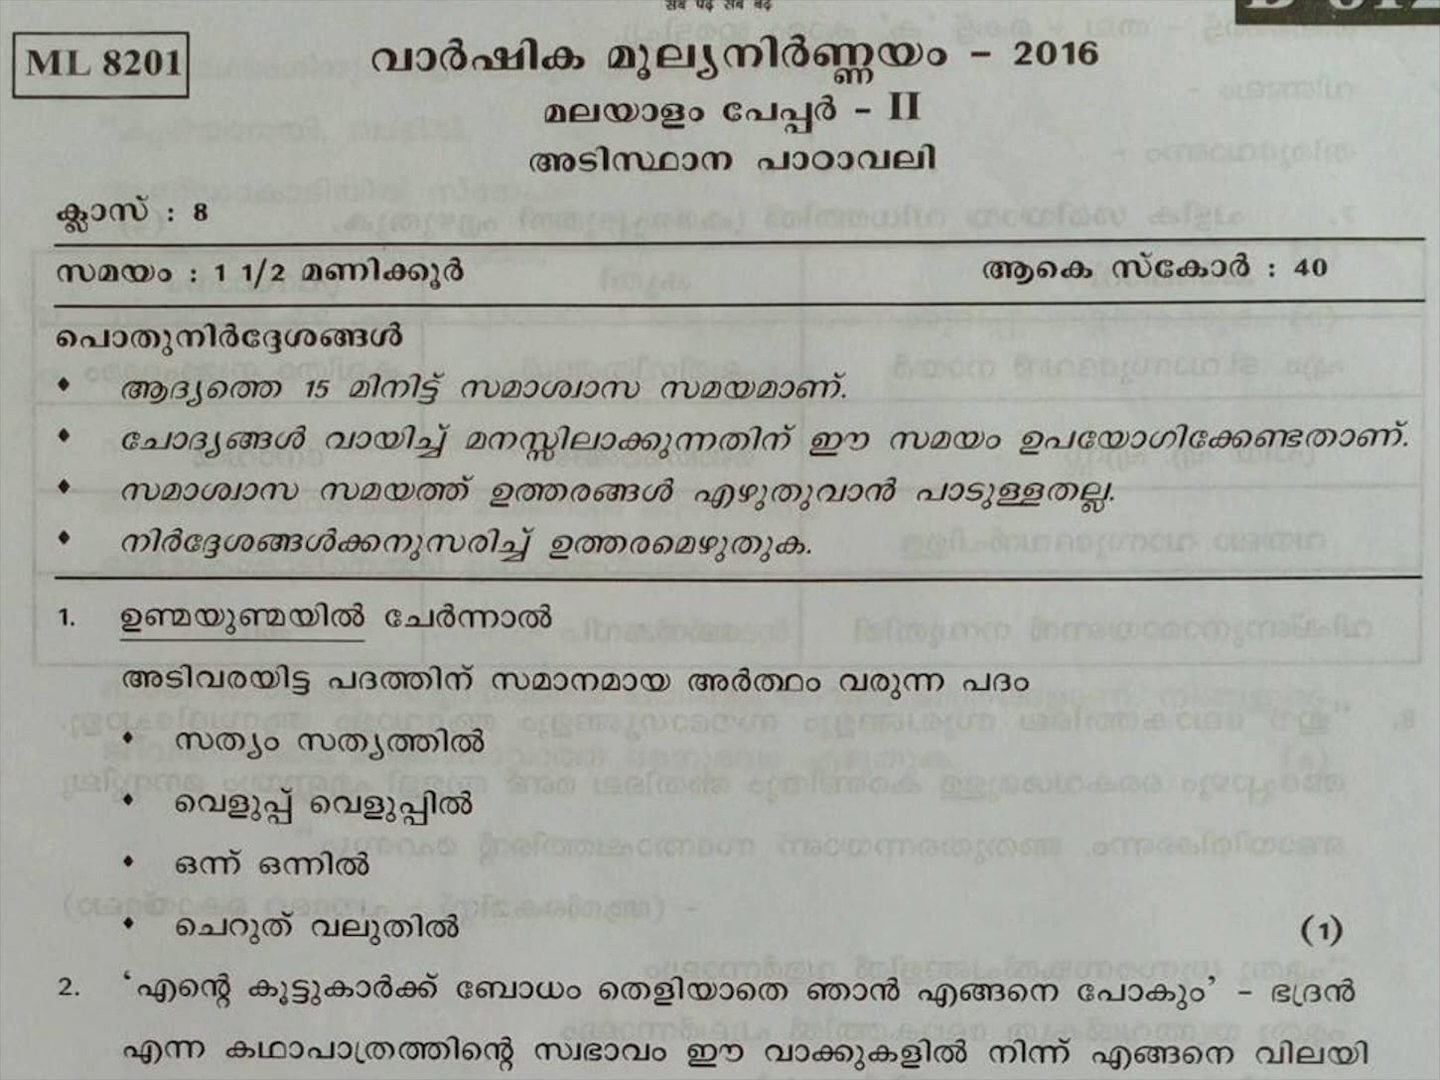 सब पढ़े सब बढ़े
ML 8201
വാർഷിക മൂല്യനിർണ്ണയം – 2016
മലയാളം പേപ്പർ – II
അടിസ്ഥാന പാഠാവലി
ക്ലാസ് : 8
സമയം : 1 1/2 മണിക്കൂർ ആകെ സ്കോർ : 40
പൊതുനിർദ്ദേശങ്ങൾ
♦ ആദ്യത്തെ 15 മിനിട്ട് സമാശ്വാസ സമയമാണ്.
♦ ചോദ്യങ്ങൾ വായിച്ച് മനസ്സിലാക്കുന്നതിന് ഈ സമയം ഉപയോഗിക്കേണ്ടതാണ്.
♦ സമാശ്വാസ സമയത്ത് ഉത്തരങ്ങൾ എഴുതുവാൻ പാടുള്ളതല്ല.
♦ നിർദ്ദേശങ്ങൾക്കനുസരിച്ച് ഉത്തരമെഴുതുക.
1. ഉണ്മയുണ്മയിൽ ചേർന്നാൽ
അടിവരയിട്ട പദത്തിന് സമാനമായ അർത്ഥം വരുന്ന പദം
♦ സത്യം സത്യത്തിൽ
♦ വെളുപ്പ് വെളുപ്പിൽ
♦ ഒന്ന് ഒന്നിൽ
♦ ചെറുത് വലുതിൽ (1)
2. 'എന്റെ കൂട്ടുകാർക്ക് ബോധം തെളിയാതെ ഞാൻ എങ്ങനെ പോകും' – ഭദ്രൻ
എന്ന കഥാപാത്രത്തിന്റെ സ്വഭാവം ഈ വാക്കുകളിൽ നിന്ന് എങ്ങനെ വിലയി